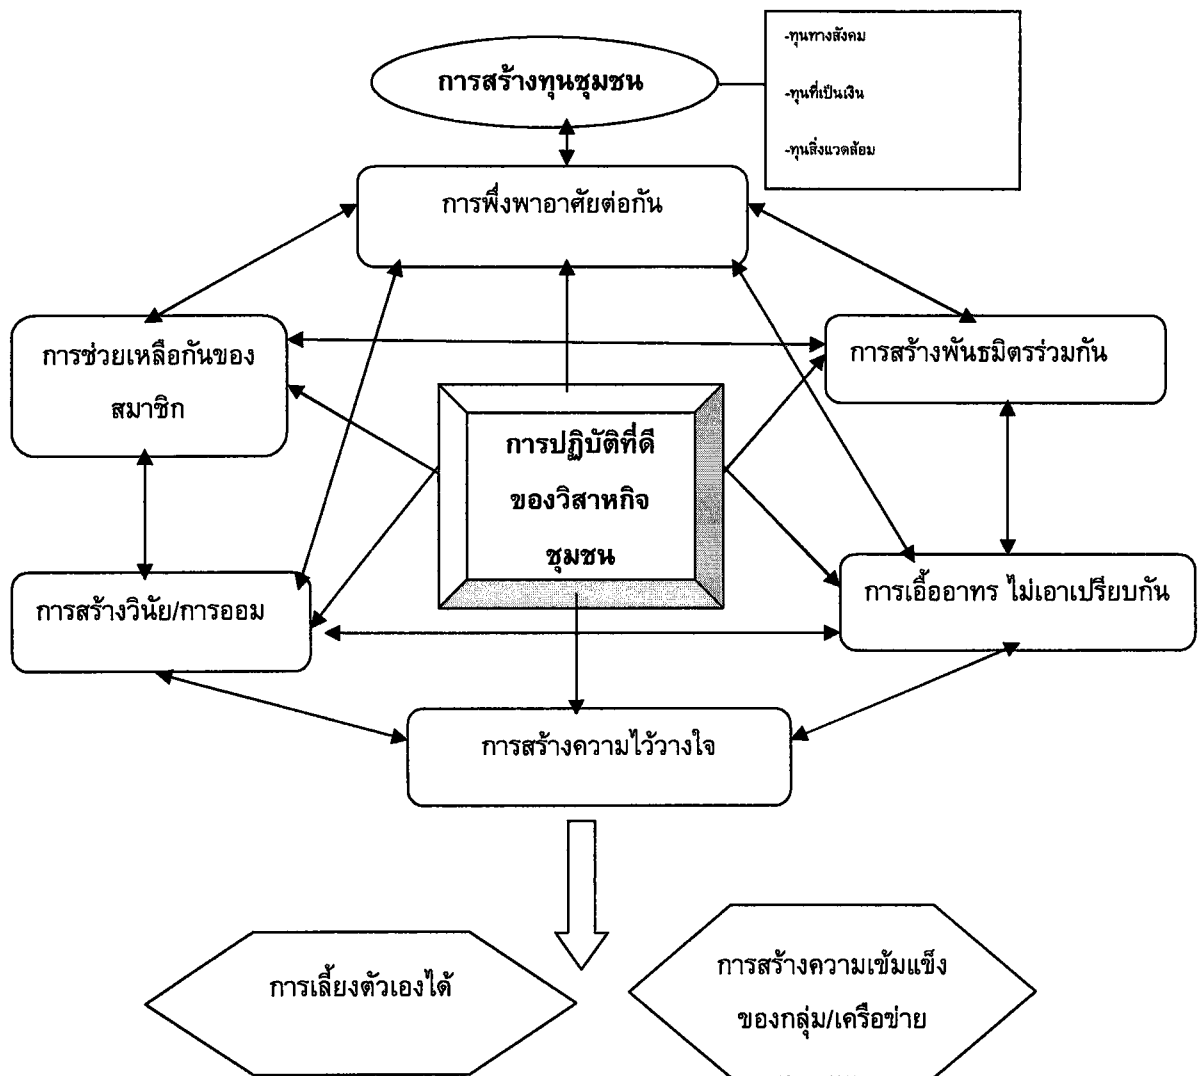 การสร้างทุนชุมชน
-ทุนทางสังคม
-ทุนที่เป็นเงิน
-ทุนสิ่งแวดล้อม
การพึ่งพาอาศัยต่อกัน
การช่วยเหลือกันของ
สมาชิก
การสร้างพันธมิตรร่วมกัน
การปฏิบัติที่ดี
ของวิสาหกิจ
ชุมชน
การสร้างวินัย/การออม
การเอื้ออาทร ไม่เอาเปรียบกัน
การสร้างความไว้วางใจ
การเลี้ยงตัวเองได้
การสร้างความเข้มแข็ง
ของกลุ่ม/เครือข่าย